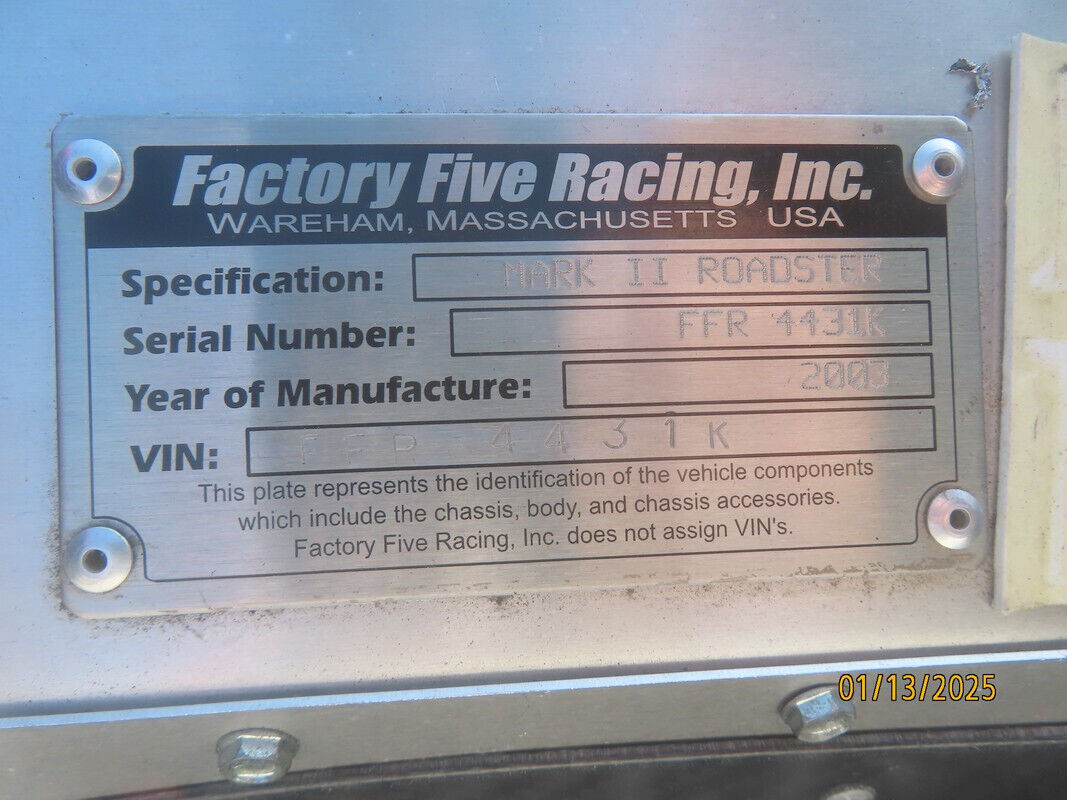 Factory Five Racing, Inc.
WAREHAM, MASSACHUSETTS USA
Specification: MARK II ROADSTER
Serial Number: FFR 4431K
Year of Manufacture: 2003
VIN: FFR 4431K
This plate represents the identification of the vehicle components
which include the chassis, body, and chassis accessories.
Factory Five Racing, Inc. does not assign VIN's.
01/13/2025